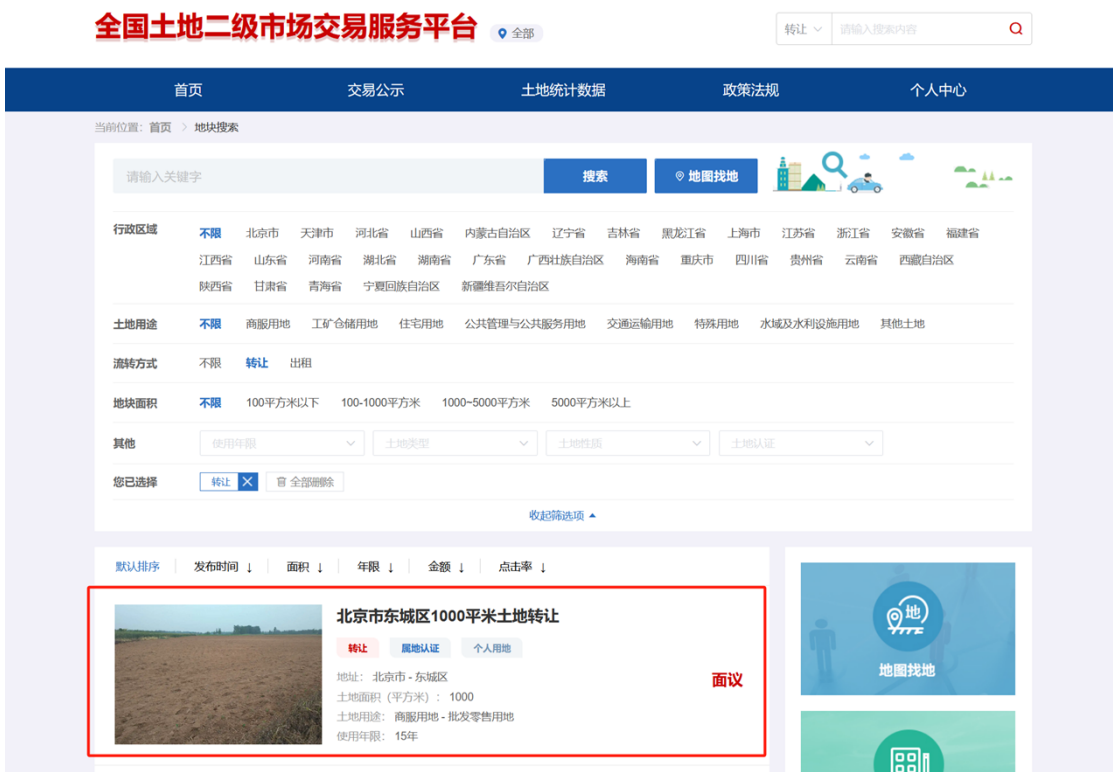 全国土地二级市场交易服务平台 全部 转让 请输入搜索内容
首页 交易公示 土地统计数据 政策法规 个人中心
当前位置: 首页 > 地块搜索
请输入关键字 搜索 地图找地
行政区域 不限 北京市 天津市 河北省 山西省 内蒙古自治区 辽宁省 吉林省 黑龙江省 上海市 江苏省 浙江省 安徽省 福建省
江西省 山东省 河南省 湖北省 湖南省 广东省 广西壮族自治区 海南省 重庆市 四川省 贵州省 云南省 西藏自治区
陕西省 甘肃省 青海省 宁夏回族自治区 新疆维吾尔自治区
土地用途 不限 商服用地 工矿仓储用地 住宅用地 公共管理与公共服务用地 交通运输用地 特殊用地 水域及水利设施用地 其他土地
流转方式 不限 转让 出租
地块面积 不限 100平方米以下 100-1000平方米 1000~5000平方米 5000平方米以上
其他 使用年限 土地类型 土地性质 土地认证
您已选择 转让 × 全部删除
收起筛选项
默认排序 发布时间 ↓ 面积 ↓ 年限 ↓ 金额 ↓ 点击率 ↓
北京市东城区1000平米土地转让
转让 属地认证 个人用地
地址: 北京市 - 东城区
面议
土地面积（平方米）: 1000
土地用途: 商服用地 - 批发零售用地
使用年限: 15年
地
地图找地